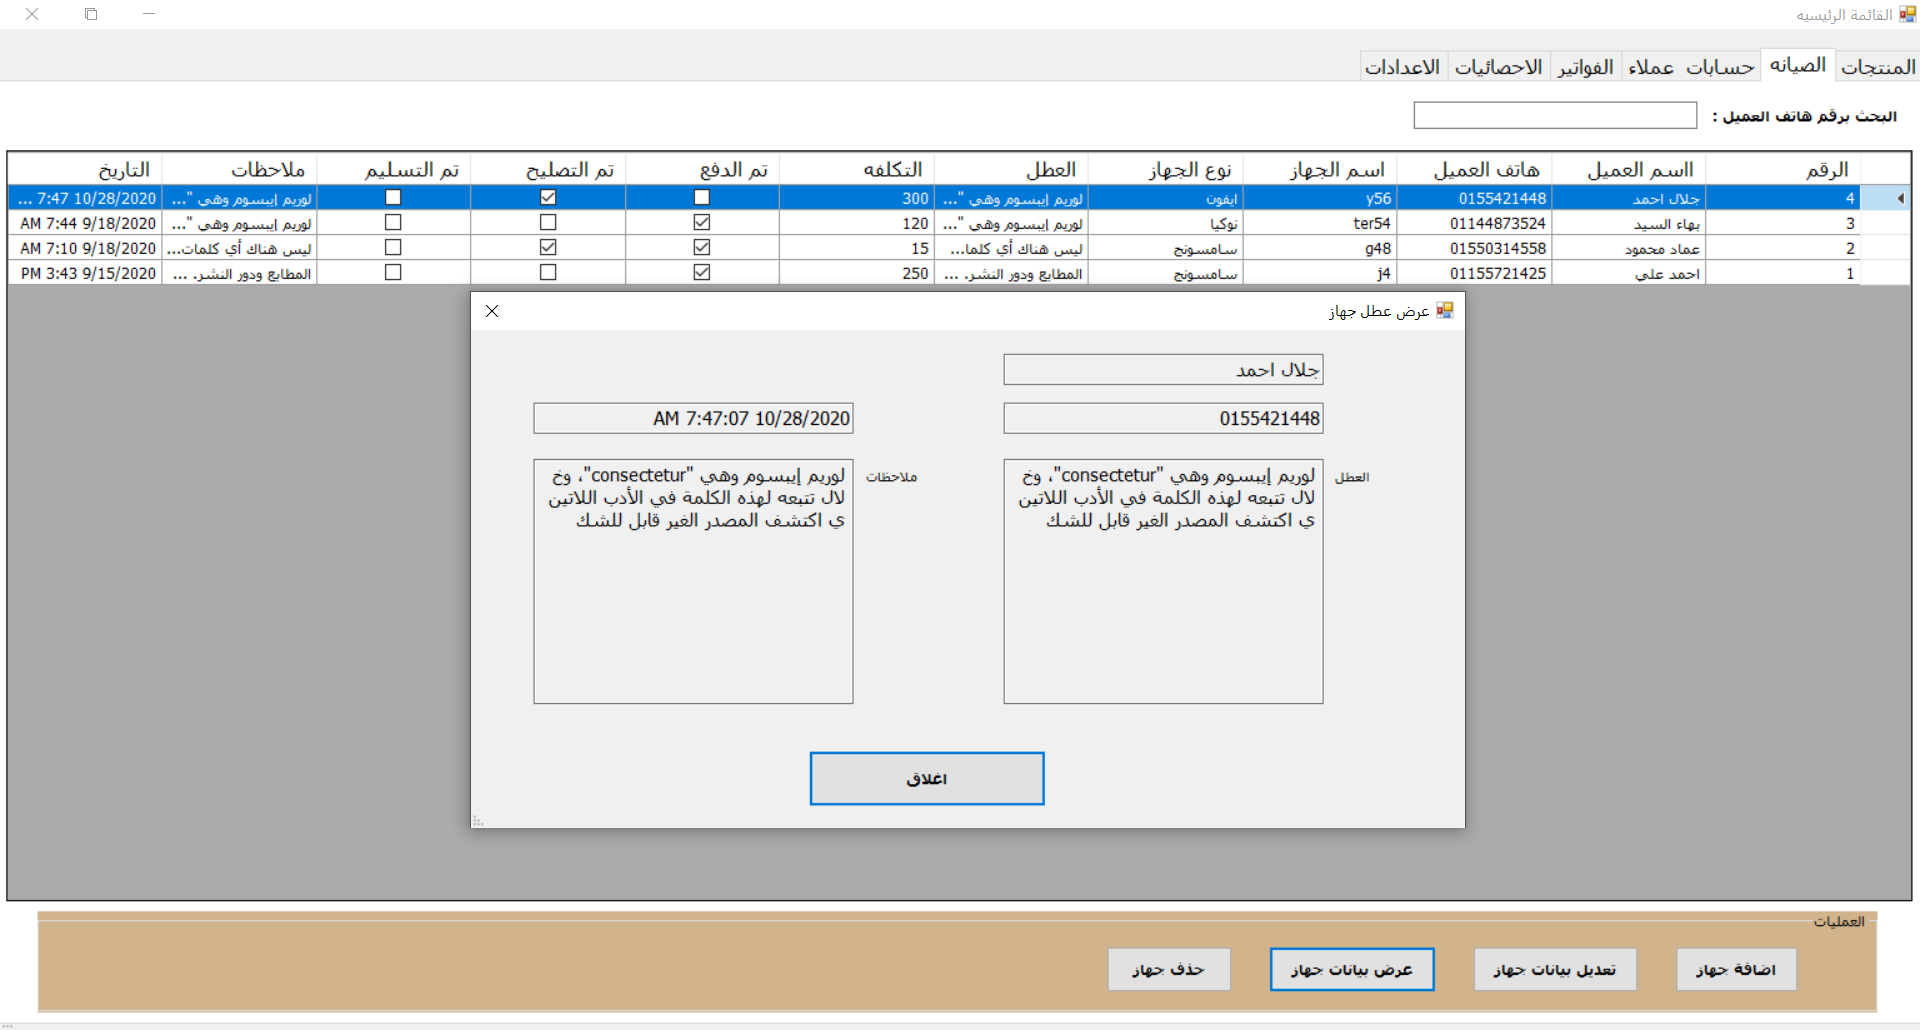 القائمة الرئيسيه
المنتجات الصيانه حسابات عملاء الفواتير الاحصائيات الاعدادات
البحث برقم هاتف العميل :
الرقم ااسم العميل هاتف العميل اسم الجهاز نوع الجهاز العطل التكلفه تم الدفع تم التصليح تم التسليم ملاحظات التاريخ
4 جلال احمد 0155421448 y56 ايفون لوريم إيبسوم وهي "... 300 لوريم إيبسوم وهي "... 10/28/2020 7:47 ...
3 بهاء السيد 01144873524 ter54 نوكيا لوريم إيبسوم وهي "... 120 لوريم إيبسوم وهي "... 9/18/2020 7:44 AM
2 عماد محمود 01550314558 g48 سامسونج ليس هناك أي كلما... 15 ليس هناك أي كلمات... 9/18/2020 7:10 AM
1 احمد علي 01155721425 j4 سامسونج المطابع ودور النشر. ... 250 المطابع ودور النشر. ... 9/15/2020 3:43 PM
عرض عطل جهاز
جلال احمد
0155421448
10/28/2020 7:47:07 AM
العطل
لوريم إيبسوم وهي "consectetur"، وخ
لال تتبعه لهذه الكلمة في الأدب اللاتين
ي اكتشف المصدر الغير قابل للشك
ملاحظات
لوريم إيبسوم وهي "consectetur"، وخ
لال تتبعه لهذه الكلمة في الأدب اللاتين
ي اكتشف المصدر الغير قابل للشك
اغلاق
العمليات
اضافة جهاز تعديل بيانات جهاز عرض بيانات جهاز حذف جهاز